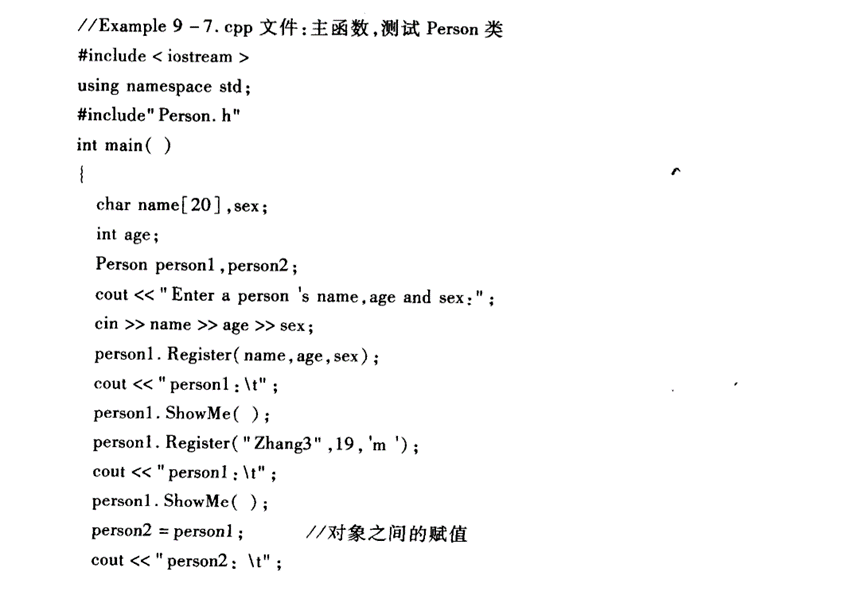 //Example 9 -7. cpp 文件:主函数,测试 Person 类
#include < iostream >
using namespace std;
#include" Person. h"
int main( )
{
char name[20],sex;
int age;
Person person1,person2;
cout << "Enter a person 's name,age and sex:" ;
cin >> name >> age >> sex;
person1. Register( name,age,sex);
cout << "person1:\t" ;
person1. ShowMe( );
person1. Register("Zhang3",19,'m ');
cout << "person1:\t" ;
person1. ShowMe( );
person2 = person1; //对象之间的赋值
cout << "person2: \t" ;